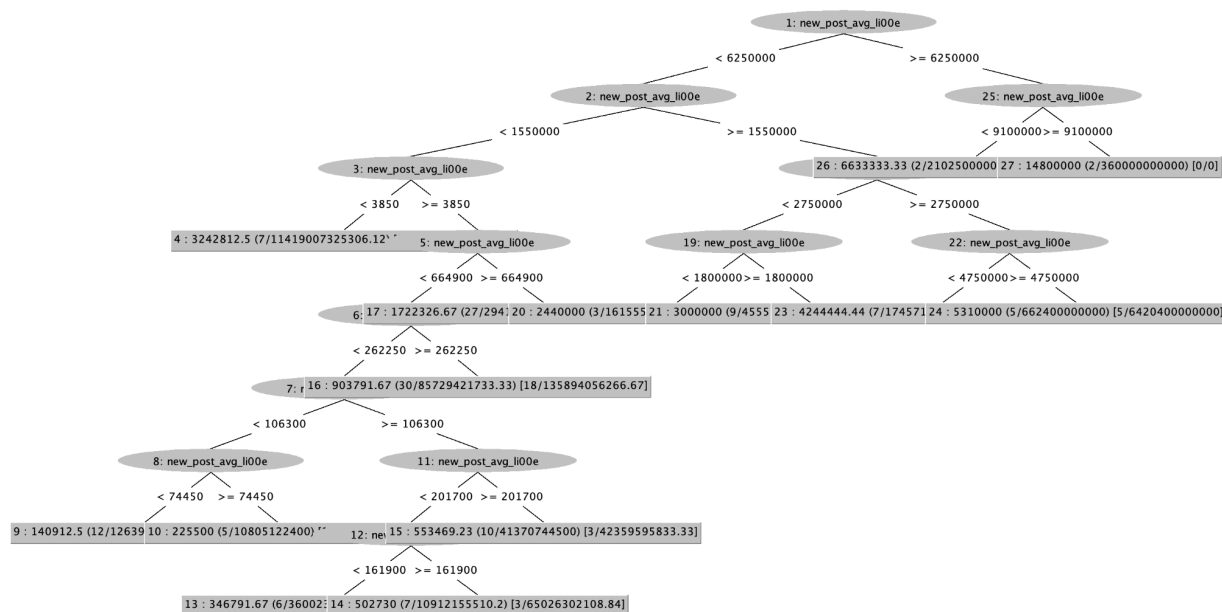 1: new_post_avg_li00e
< 6250000 >= 6250000
2: new_post_avg_li00e 25: new_post_avg_li00e
< 1550000 >= 1550000 < 9100000 >= 9100000
3: new_post_avg_li00e 26 : 6633333.33 (2/2102500000 27 : 14800000 (2/360000000000) [0/0]
< 3850 >= 3850 < 2750000 >= 2750000
4 : 3242812.5 (7/11419007325306.12 5: new_post_avg_li00e 19: new_post_avg_li00e 22: new_post_avg_li00e
< 664900 >= 664900 < 1800000 >= 1800000 < 4750000 >= 4750000
6: 17 : 1722326.67 (27/2941 20 : 2440000 (3/161555 21 : 3000000 (9/4555 23 : 4244444.44 (7/174571 24 : 5310000 (5/662400000000) [5/6420400000000]
< 262250 >= 262250
7: 16 : 903791.67 (30/85729421733.33) [18/135894056266.67]
< 106300 >= 106300
8: new_post_avg_li00e 11: new_post_avg_li00e
< 74450 >= 74450 < 201700 >= 201700
9 : 140912.5 (12/12639 10 : 225500 (5/10805122400) 12: 15 : 553469.23 (10/41370744500) [3/42359595833.33]
< 161900 >= 161900
13 : 346791.67 (6/36002 14 : 502730 (7/10912155510.2) [3/65026302108.84]